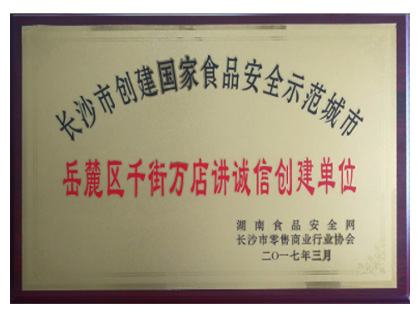 长沙市创建国家食品安全示范城市
岳麓区千街万店讲诚信创建单位
湖南食品安全网
长沙市零售商业行业协会
二〇一七年三月